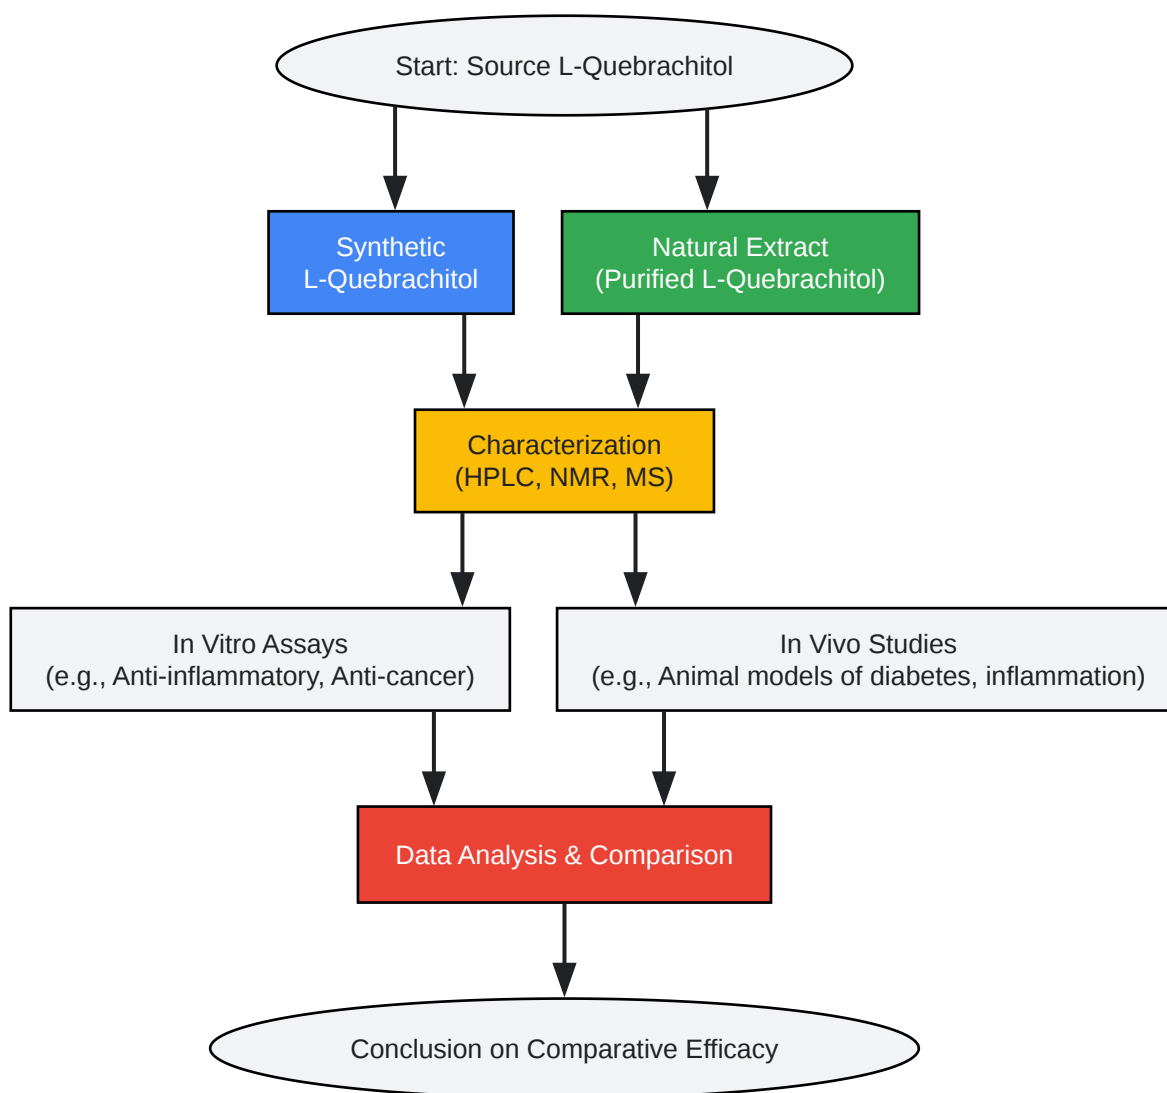 Start: Source L-Quebrachitol
Synthetic
L-Quebrachitol
Natural Extract
(Purified L-Quebrachitol)
Characterization
(HPLC, NMR, MS)
In Vitro Assays
(e.g., Anti-inflammatory, Anti-cancer)
In Vivo Studies
(e.g., Animal models of diabetes, inflammation)
Data Analysis & Comparison
Conclusion on Comparative Efficacy